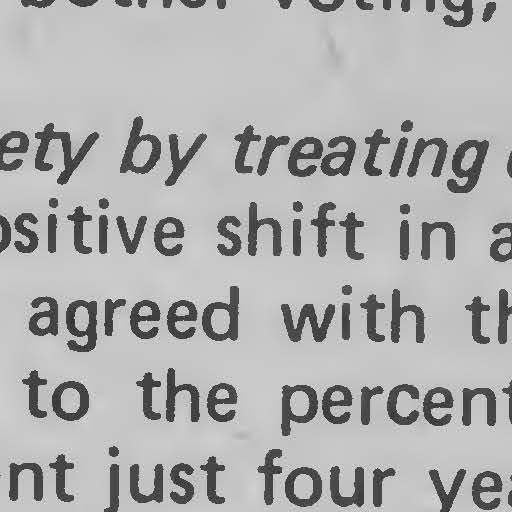 bother voting,
ety by treating
ositive shift in a
agreed with th
to the percent
nt just four yea